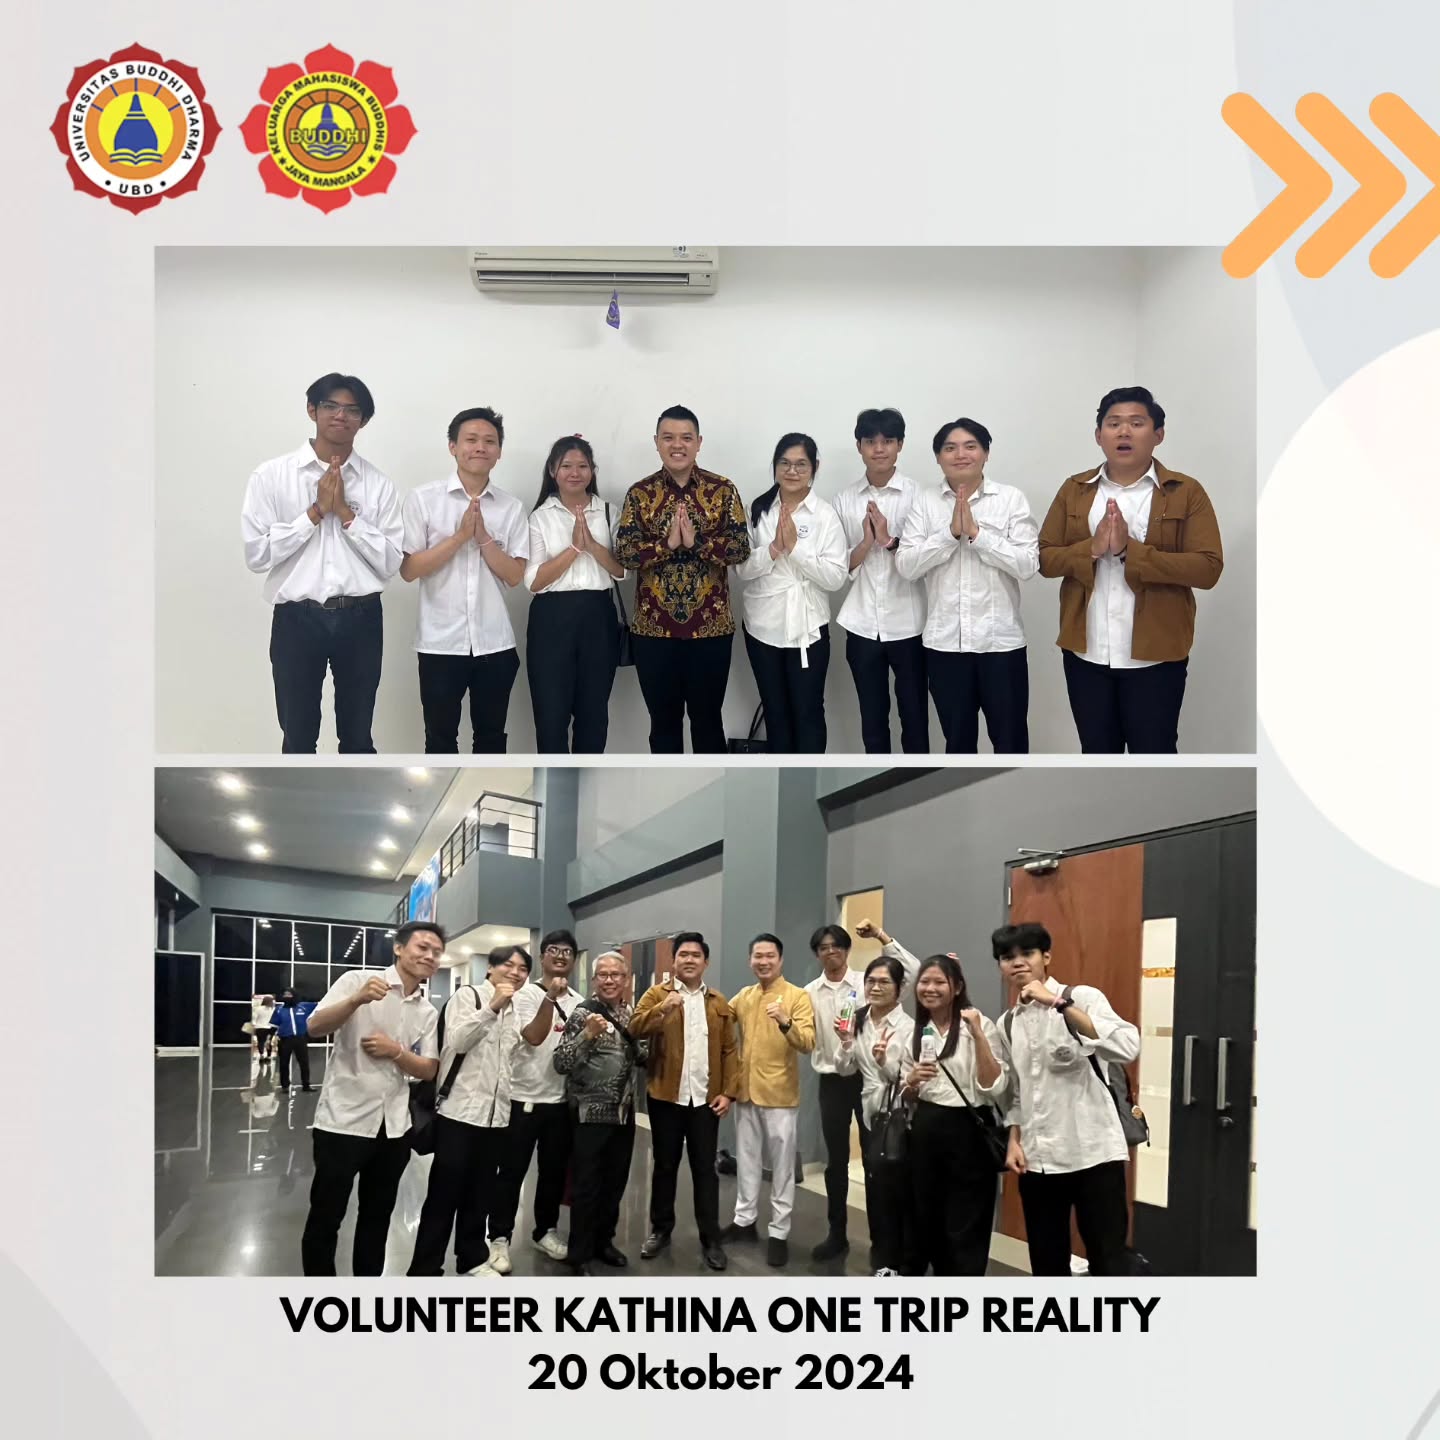 UNIVERSITAS BUDDHI DHARMA
• UBD •
KELUARGA MAHASISWA BUDDHIS
BUDDHI
JAYA MANGALA
VOLUNTEER KATHINA ONE TRIP REALITY
20 Oktober 2024